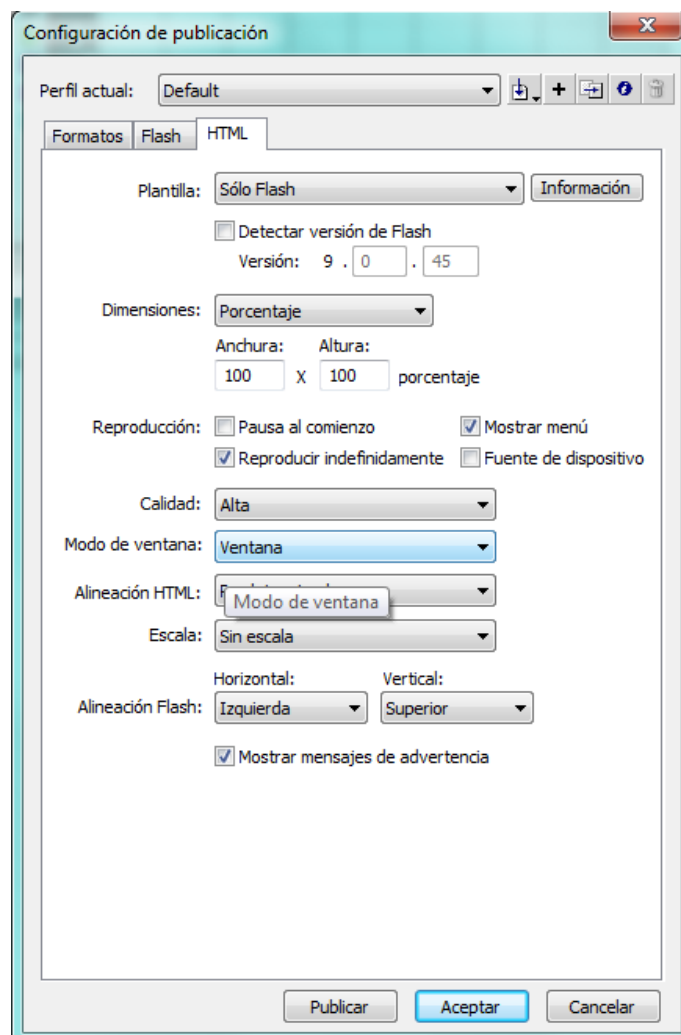 Configuración de publicación
Perfil actual: Default
Formatos Flash HTML
Plantilla: Sólo Flash Información
Detectar versión de Flash
Versión: 9 . 0 . 45
Dimensiones: Porcentaje
Anchura: Altura:
100 X 100 porcentaje
Reproducción: Pausa al comienzo Mostrar menú
Reproducir indefinidamente Fuente de dispositivo
Calidad: Alta
Modo de ventana: Ventana
Alineación HTML:
Modo de ventana
Escala: Sin escala
Horizontal: Vertical:
Alineación Flash: Izquierda Superior
Mostrar mensajes de advertencia
Publicar Aceptar Cancelar